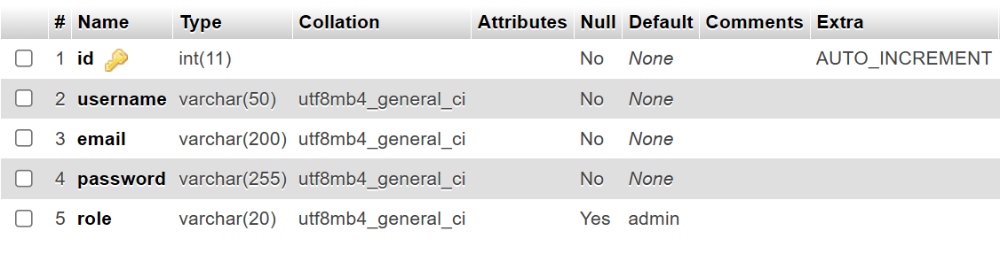 # Name Type Collation Attributes Null Default Comments Extra
1 id int(11) No None AUTO_INCREMENT
2 username varchar(50) utf8mb4_general_ci No None
3 email varchar(200) utf8mb4_general_ci No None
4 password varchar(255) utf8mb4_general_ci No None
5 role varchar(20) utf8mb4_general_ci Yes admin